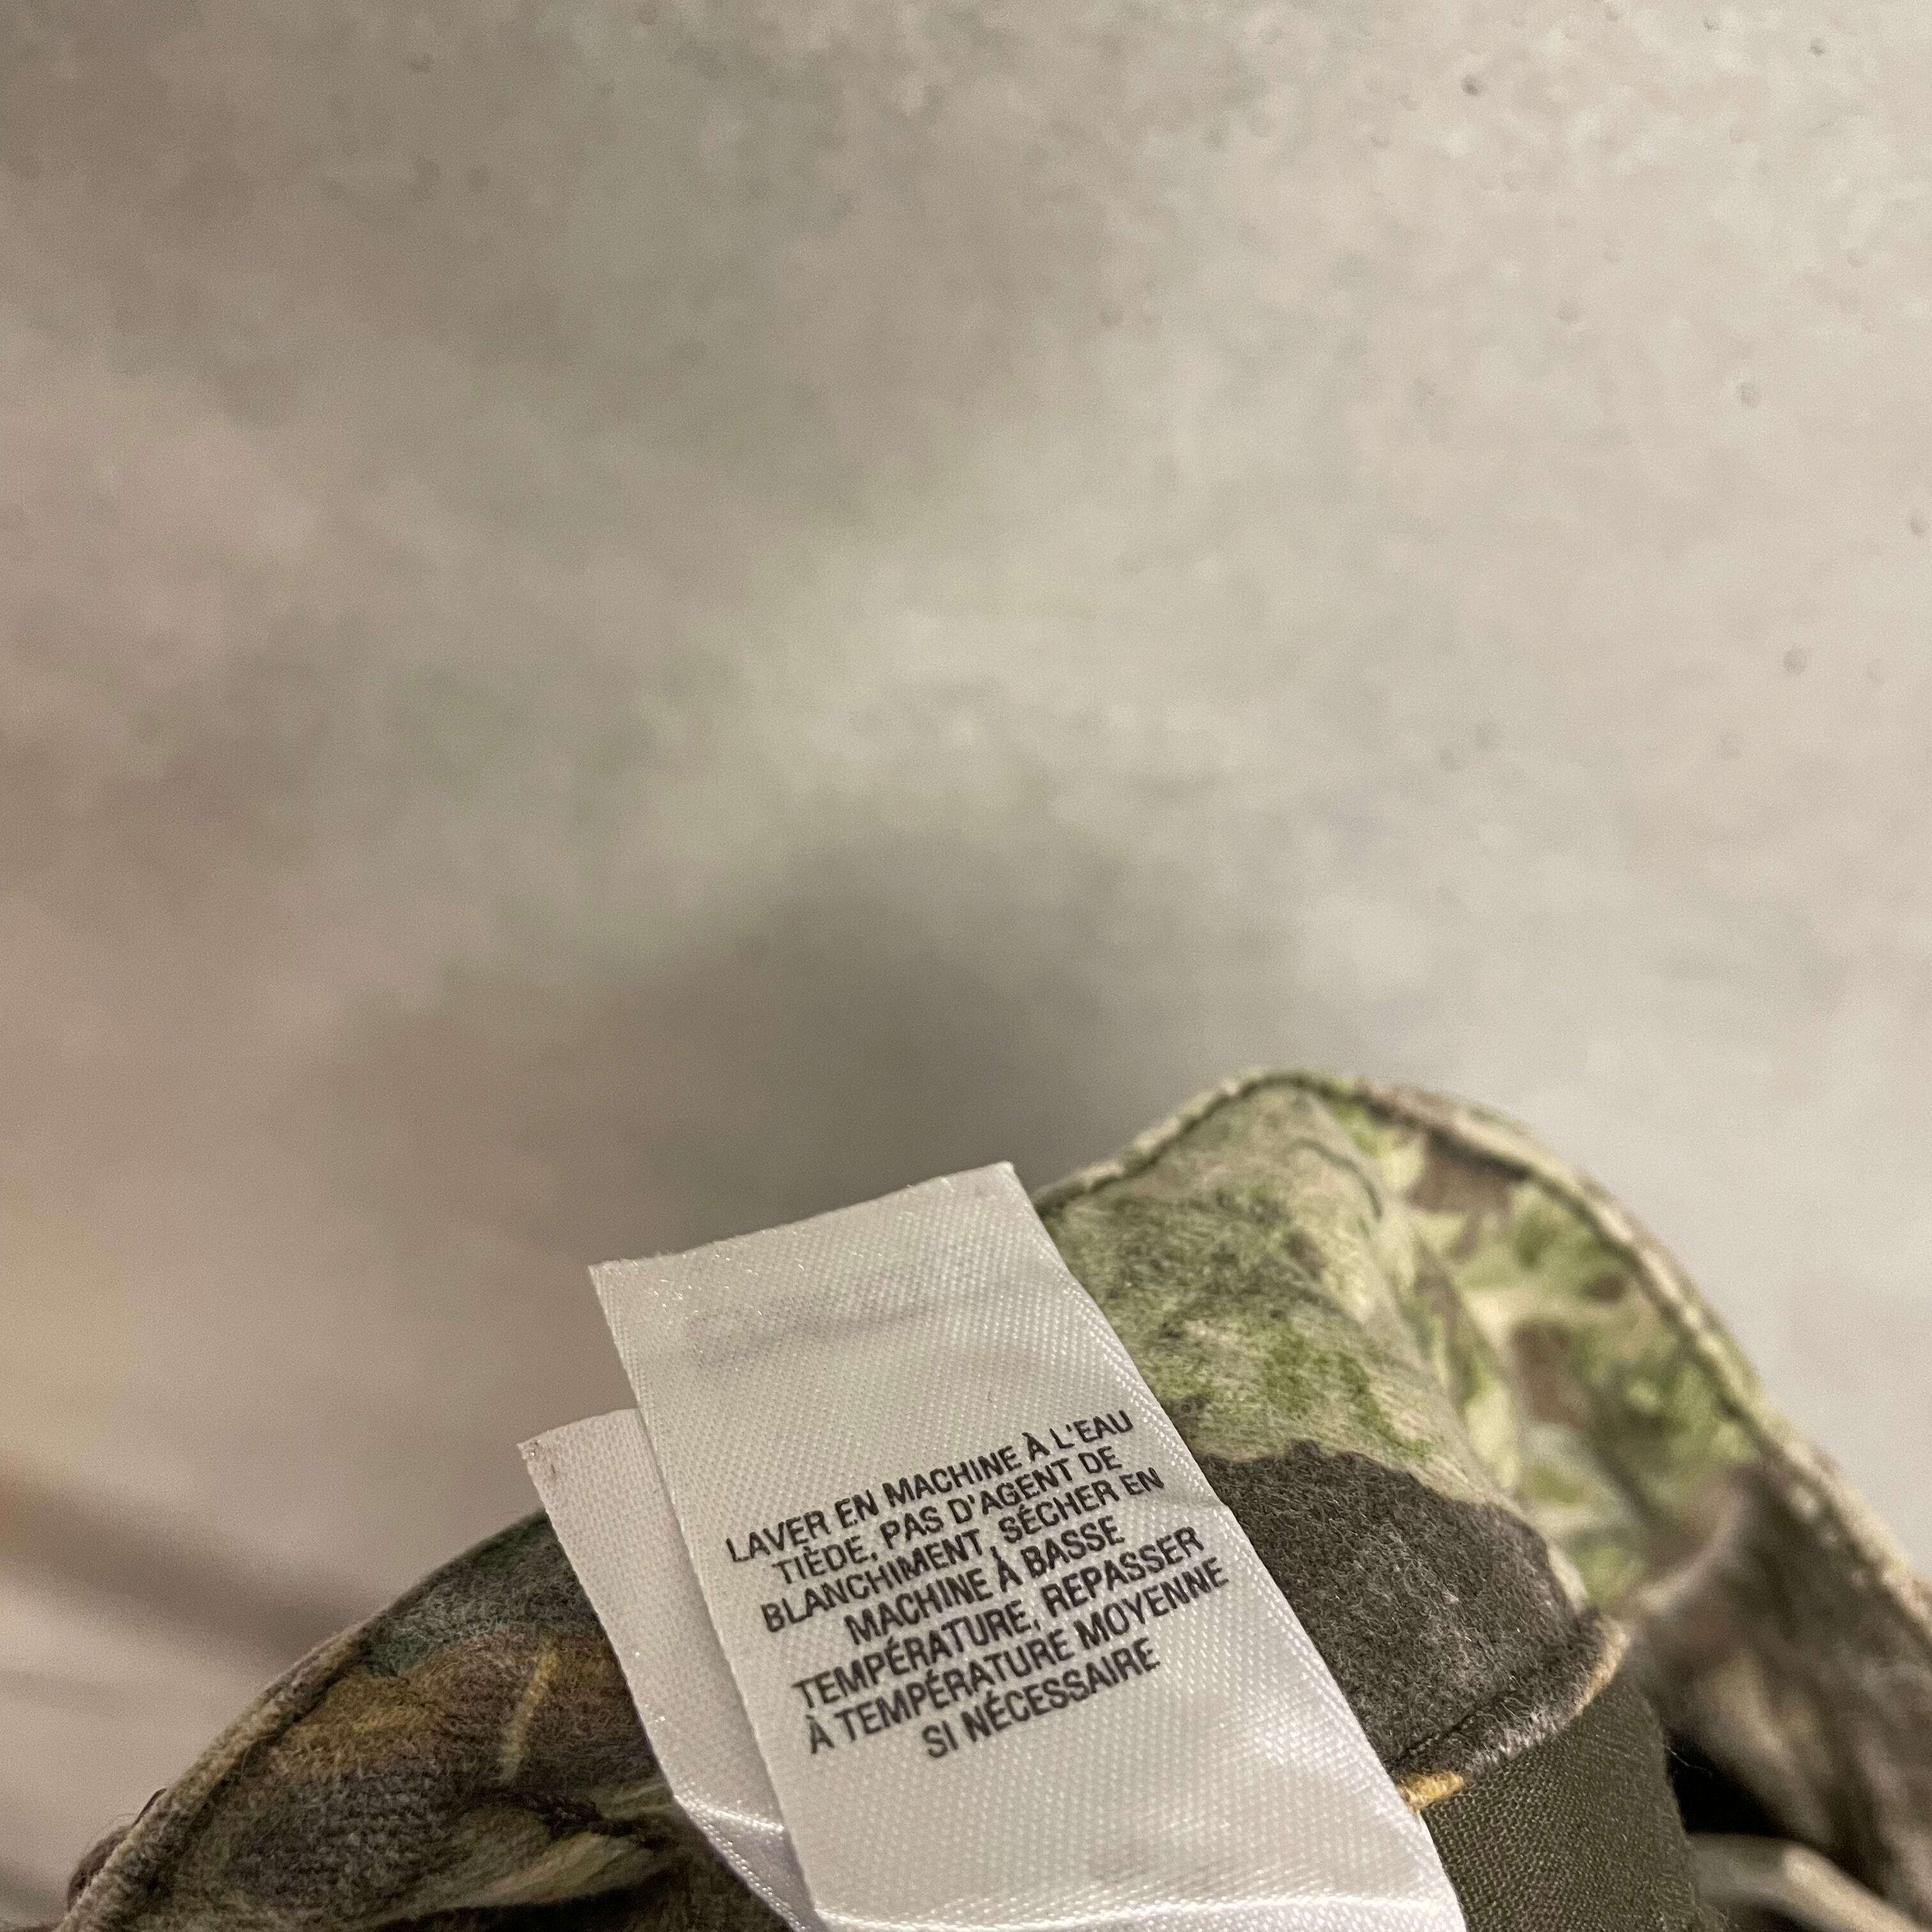 LAVER EN MACHINE À L'EAU
TIÈDE, PAS D'AGENT DE
BLANCHIMENT, SÉCHER EN
MACHINE À BASSE
TEMPÉRATURE, REPASSER
À TEMPÉRATURE MOYENNE
SI NÉCESSAIRE